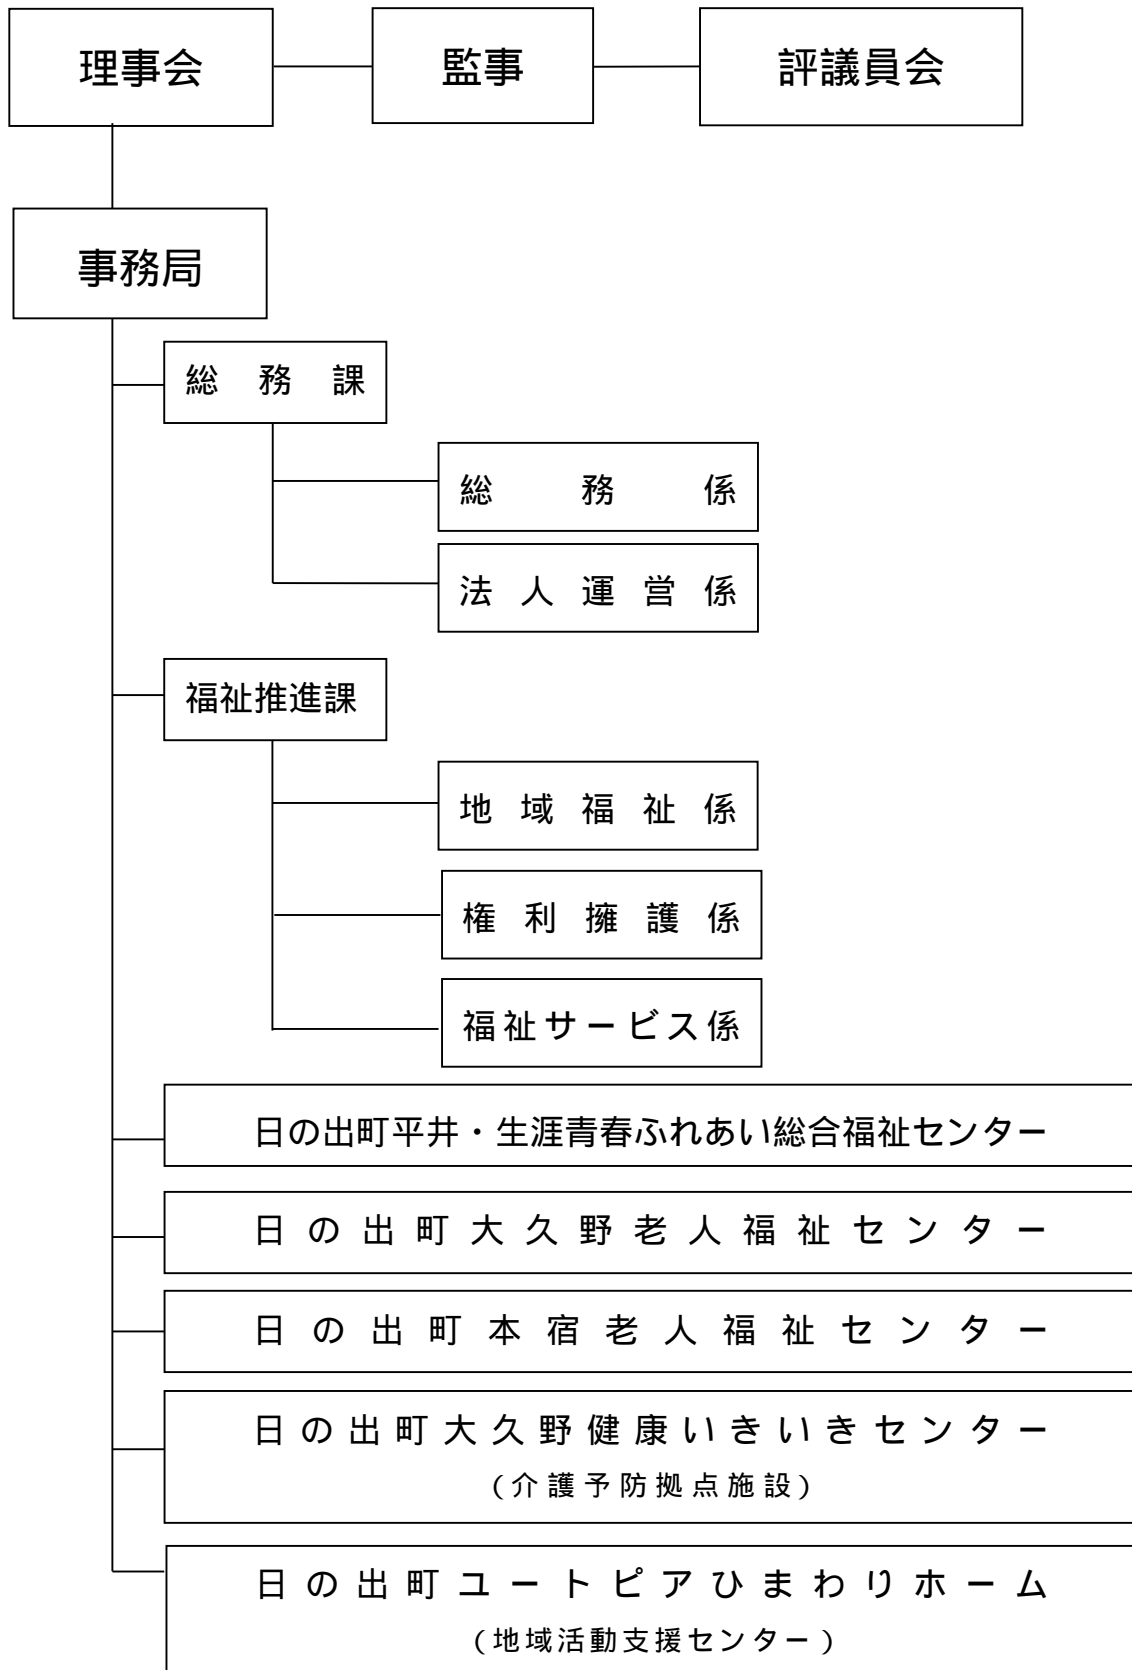 理事会 監事 評議員会
事務局
総務課
総務係
法人運営係
福祉推進課
地域福祉係
権利擁護係
福祉サービス係
日の出町平井・生涯青春ふれあい総合福祉センター
日の出町大久野老人福祉センター
日の出町本宿老人福祉センター
日の出町大久野健康いきいきセンター
(介護予防拠点施設)
日の出町ユートピアひまわりホーム
(地域活動支援センター)